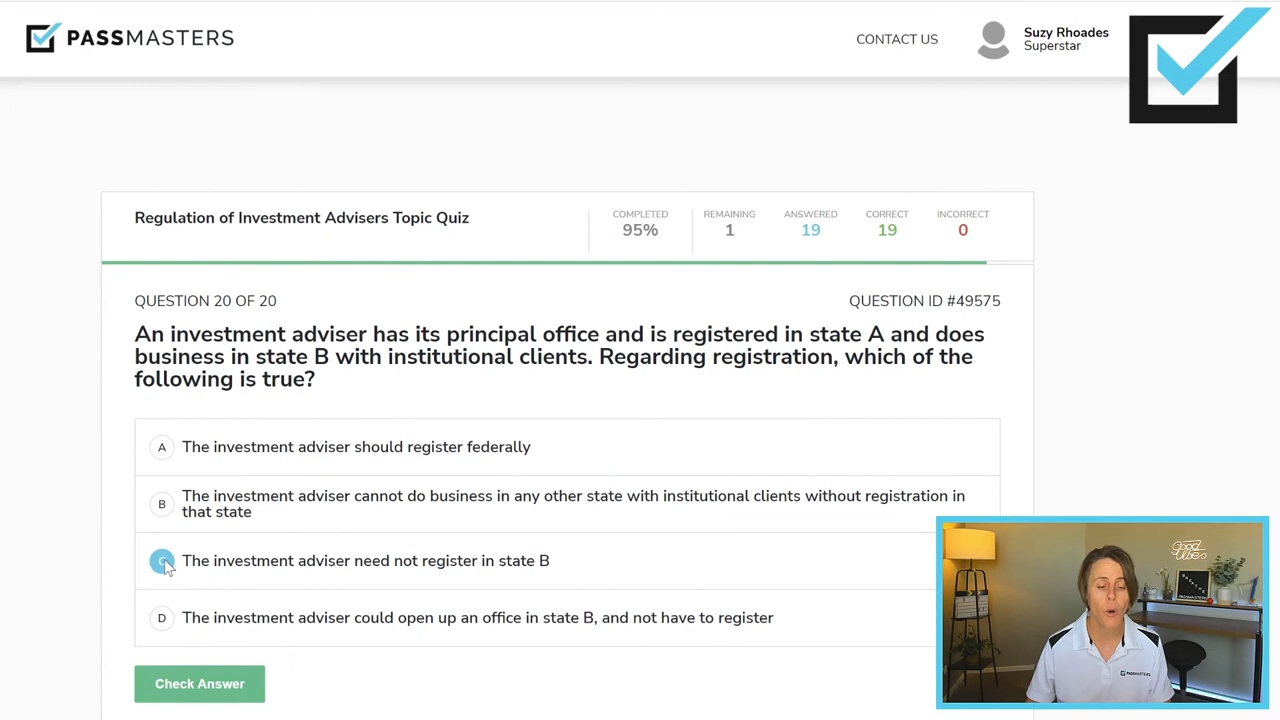 PASSMASTERS
CONTACT US
Suzy Rhoades
Superstar
Regulation of Investment Advisers Topic Quiz
COMPLETED
95%
REMAINING
1
ANSWERED
19
CORRECT
19
INCORRECT
0
QUESTION 20 OF 20
QUESTION ID #49575
An investment adviser has its principal office and is registered in state A and does
business in state B with institutional clients. Regarding registration, which of the
following is true?
A The investment adviser should register federally
B The investment adviser cannot do business in any other state with institutional clients without registration in
that state
C The investment adviser need not register in state B
D The investment adviser could open up an office in state B, and not have to register
Check Answer
Good
Vibes
BREATHE
PASSMASTERS
PASSMASTERS